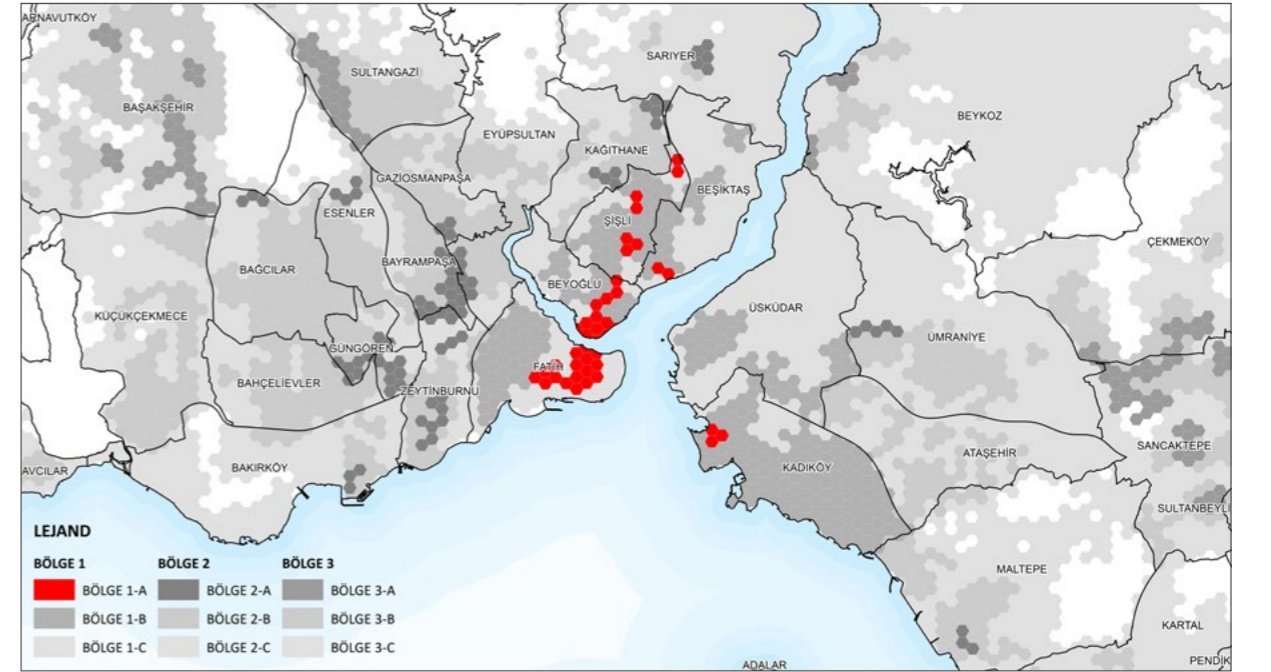 ARNAVUTKÖY
SARIYER
SULTANGAZİ
BAŞAKŞEHİR
BEYKOZ
EYÜPSULTAN
KAĞITHANE
GAZİOSMANPAŞA
BEŞİKTAŞ
ESENLER
ŞİŞLİ
ÇEKMEKÖY
BAYRAMPAŞA
BAĞCILAR
BEYOĞLU
ÜSKÜDAR
KÜÇÜKÇEKMECE
ÜMRANİYE
GÜNGÖREN
FATİH
BAHÇELİEVLER
ZEYTİNBURNU
SANCAKTEPE
ATAŞEHİR
AVCILAR
BAKIRKÖY
KADIKÖY
SULTANBEYLİ
MALTEPE
KARTAL
PENDİK
ADALAR
LEJAND
BÖLGE 1 BÖLGE 2 BÖLGE 3
BÖLGE 1-A BÖLGE 2-A BÖLGE 3-A
BÖLGE 1-B BÖLGE 2-B BÖLGE 3-B
BÖLGE 1-C BÖLGE 2-C BÖLGE 3-C